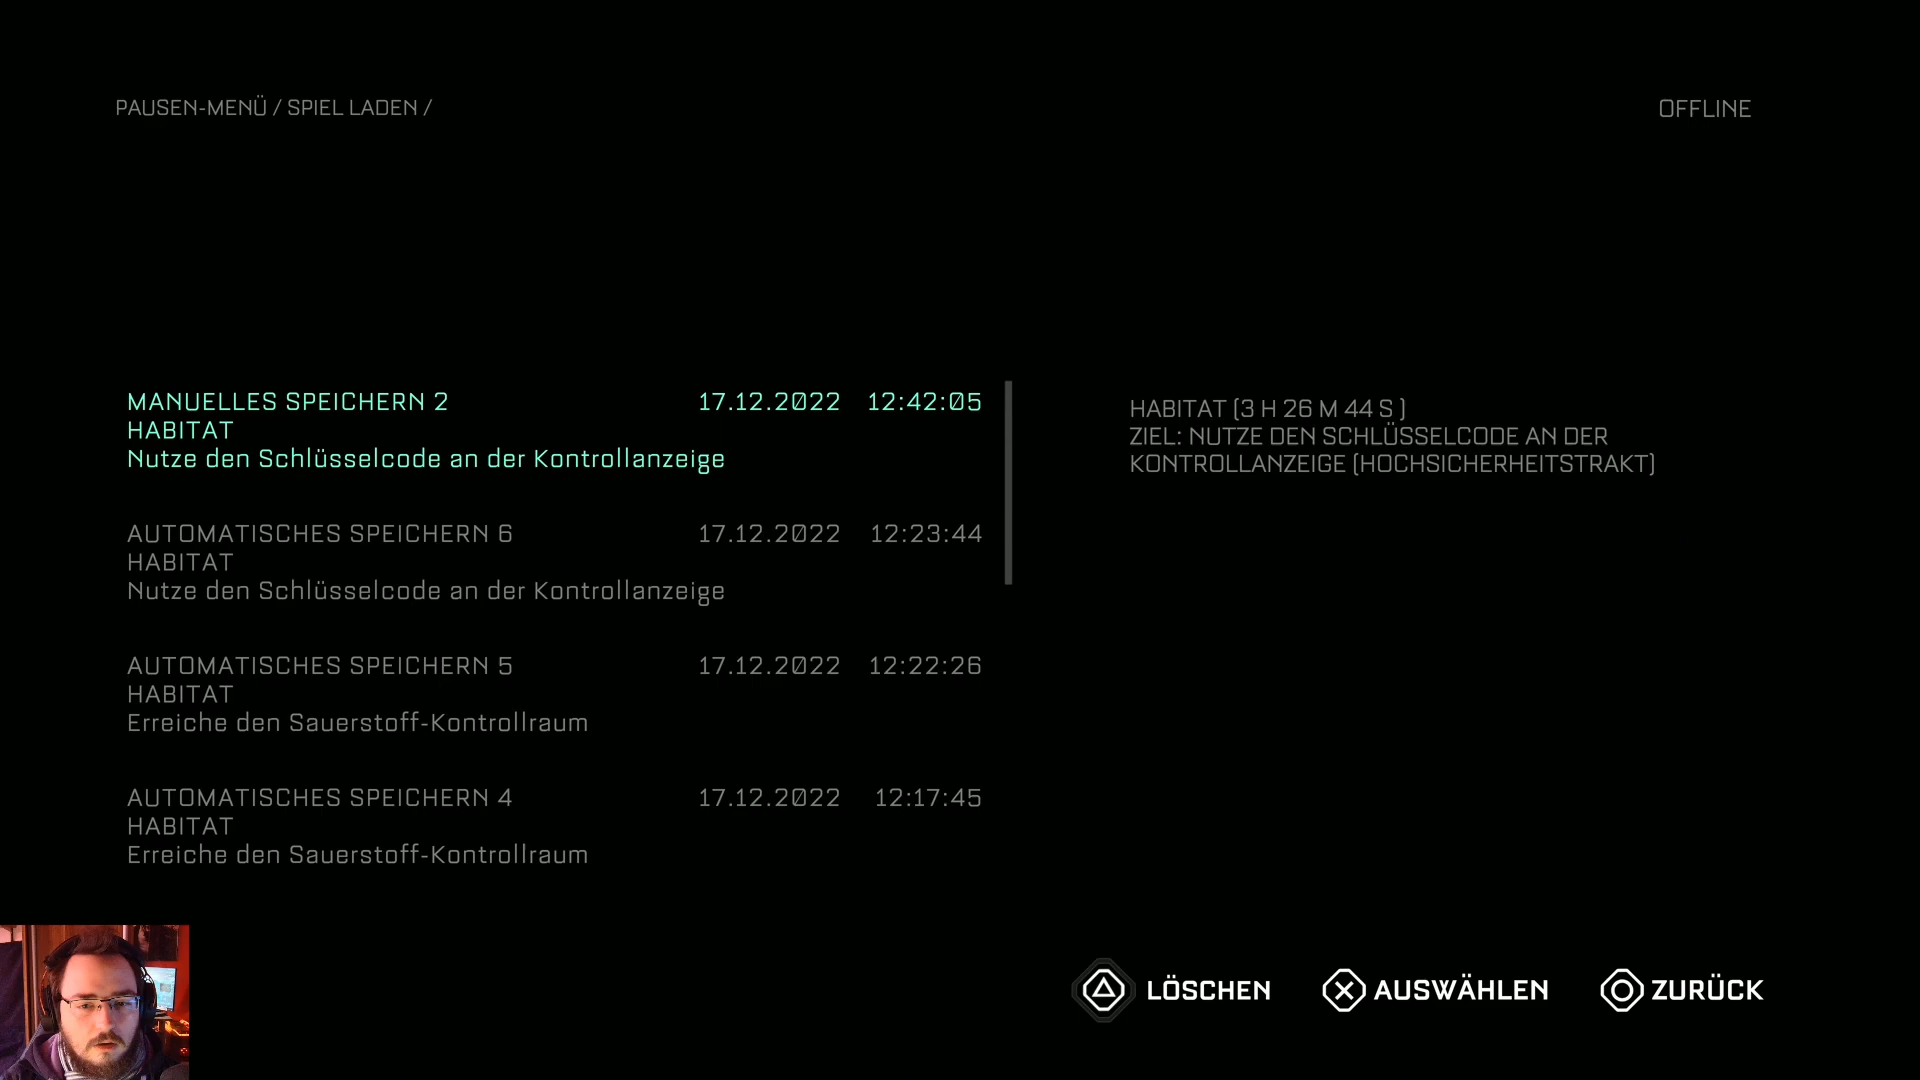 PAUSEN-MENÜ / SPIEL LADEN /
OFFLINE
MANUELLES SPEICHERN 2 17.12.2022 12:42:05
HABITAT
Nutze den Schlüsselcode an der Kontrollanzeige
AUTOMATISCHES SPEICHERN 6 17.12.2022 12:23:44
HABITAT
Nutze den Schlüsselcode an der Kontrollanzeige
AUTOMATISCHES SPEICHERN 5 17.12.2022 12:22:26
HABITAT
Erreiche den Sauerstoff-Kontrollraum
AUTOMATISCHES SPEICHERN 4 17.12.2022 12:17:45
HABITAT
Erreiche den Sauerstoff-Kontrollraum
HABITAT (3 H 26 M 44 S )
ZIEL: NUTZE DEN SCHLÜSSELCODE AN DER
KONTROLLANZEIGE (HOCHSICHERHEITSTRAKT)
LÖSCHEN AUSWÄHLEN ZURÜCK